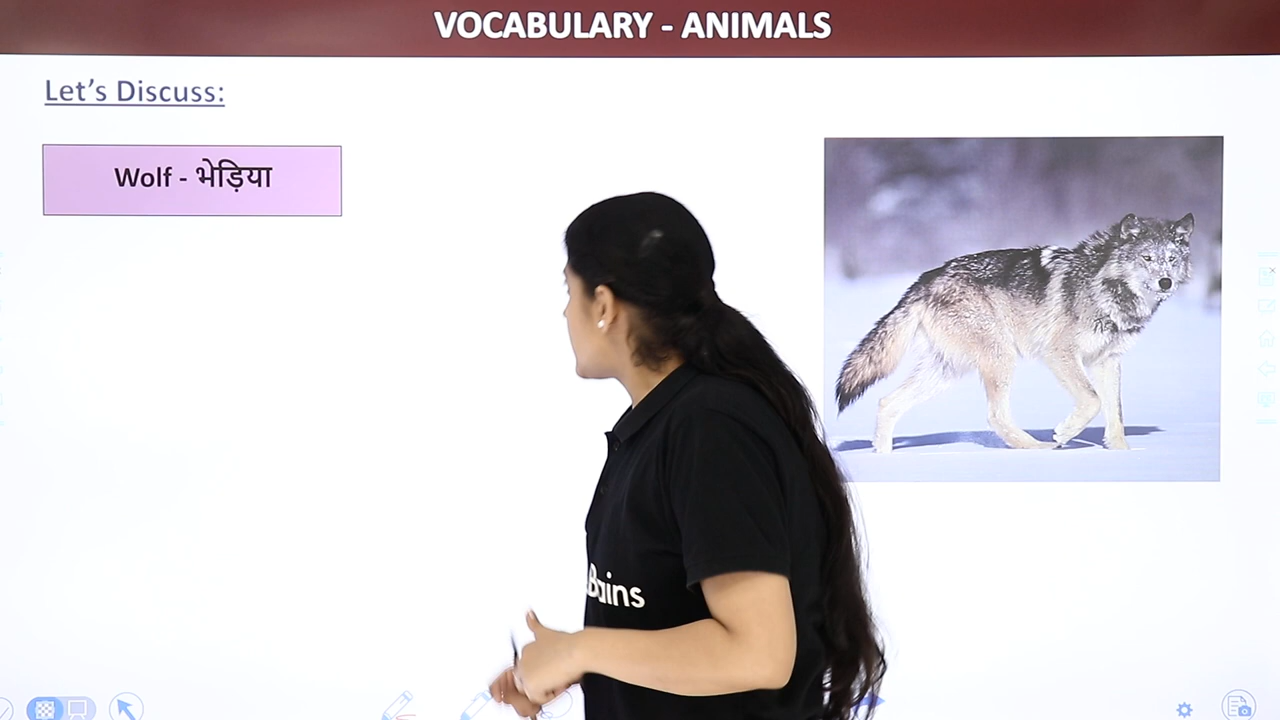 VOCABULARY - ANIMALS
Let's Discuss:
Wolf - भेड़िया
Bains